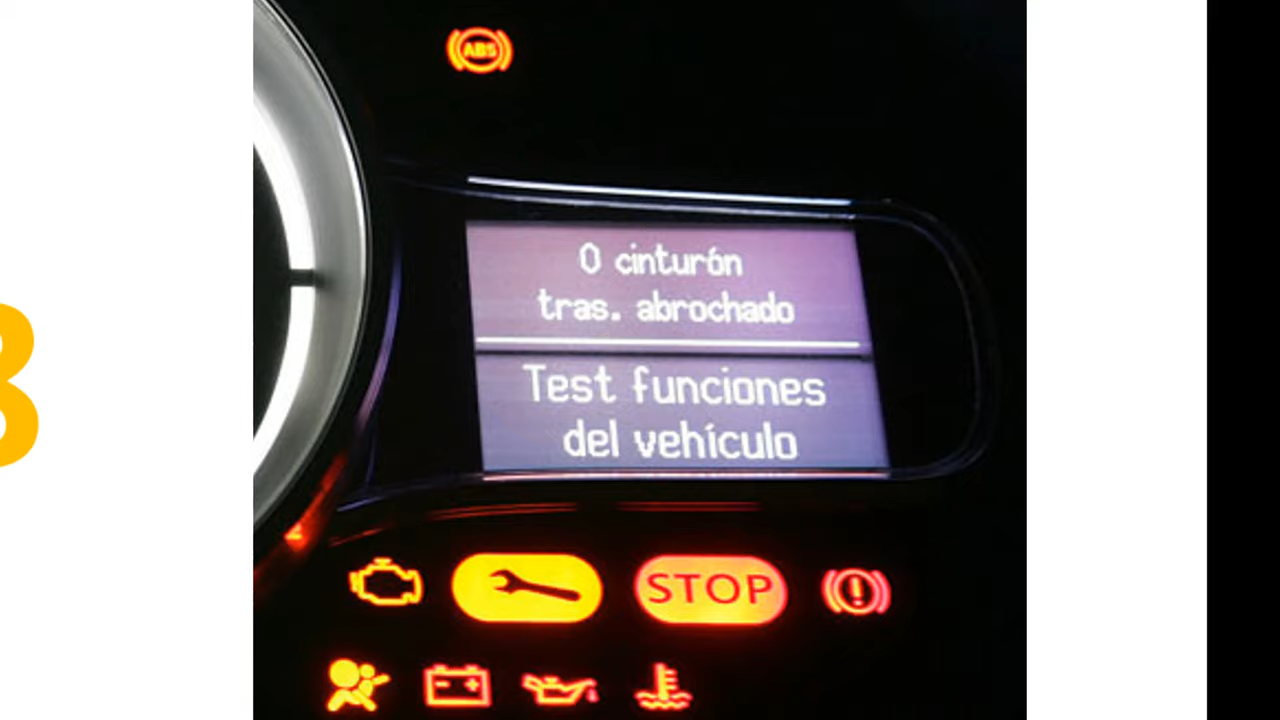 ABS
0 cinturón
tras. abrochado
Test funciones
del vehículo
STOP